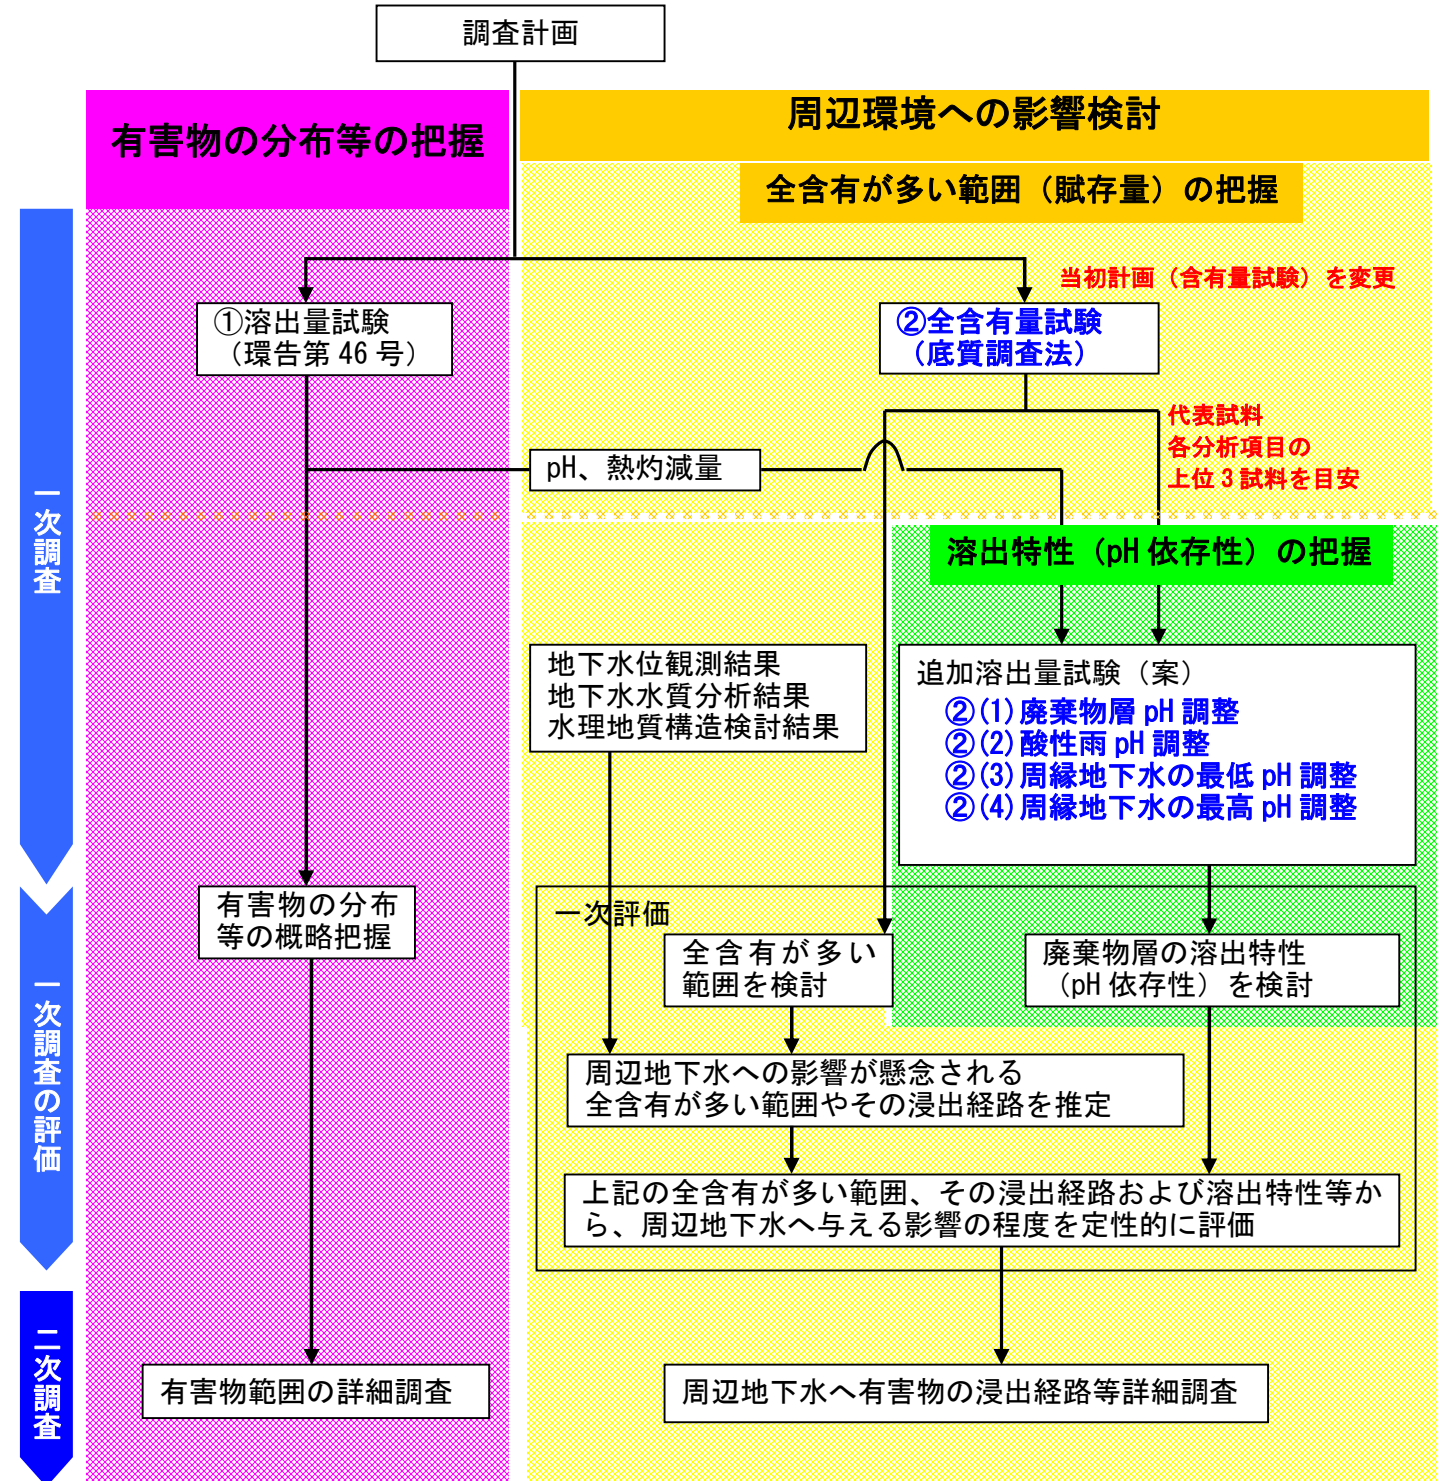 調査計画
有害物の分布等の把握
周辺環境への影響検討
全含有が多い範囲（賦存量）の把握
当初計画（含有量試験）を変更
①溶出量試験
（環告第46号）
②全含有量試験
（底質調査法）
代表試料
各分析項目の
上位3試料を目安
pH、熱灼減量
一次調査
溶出特性（pH依存性）の把握
地下水位観測結果
地下水水質分析結果
水理地質構造検討結果
追加溶出量試験（案）
②(1)廃棄物層pH調整
②(2)酸性雨pH調整
②(3)周縁地下水の最低pH調整
②(4)周縁地下水の最高pH調整
有害物の分布
等の概略把握
一次評価
全含有が多い
範囲を検討
廃棄物層の溶出特性
（pH依存性）を検討
一次調査の評価
周辺地下水への影響が懸念される
全含有が多い範囲やその浸出経路を推定
上記の全含有が多い範囲、その浸出経路および溶出特性等か
ら、周辺地下水へ与える影響の程度を定性的に評価
二次調査
有害物範囲の詳細調査
周辺地下水へ有害物の浸出経路等詳細調査